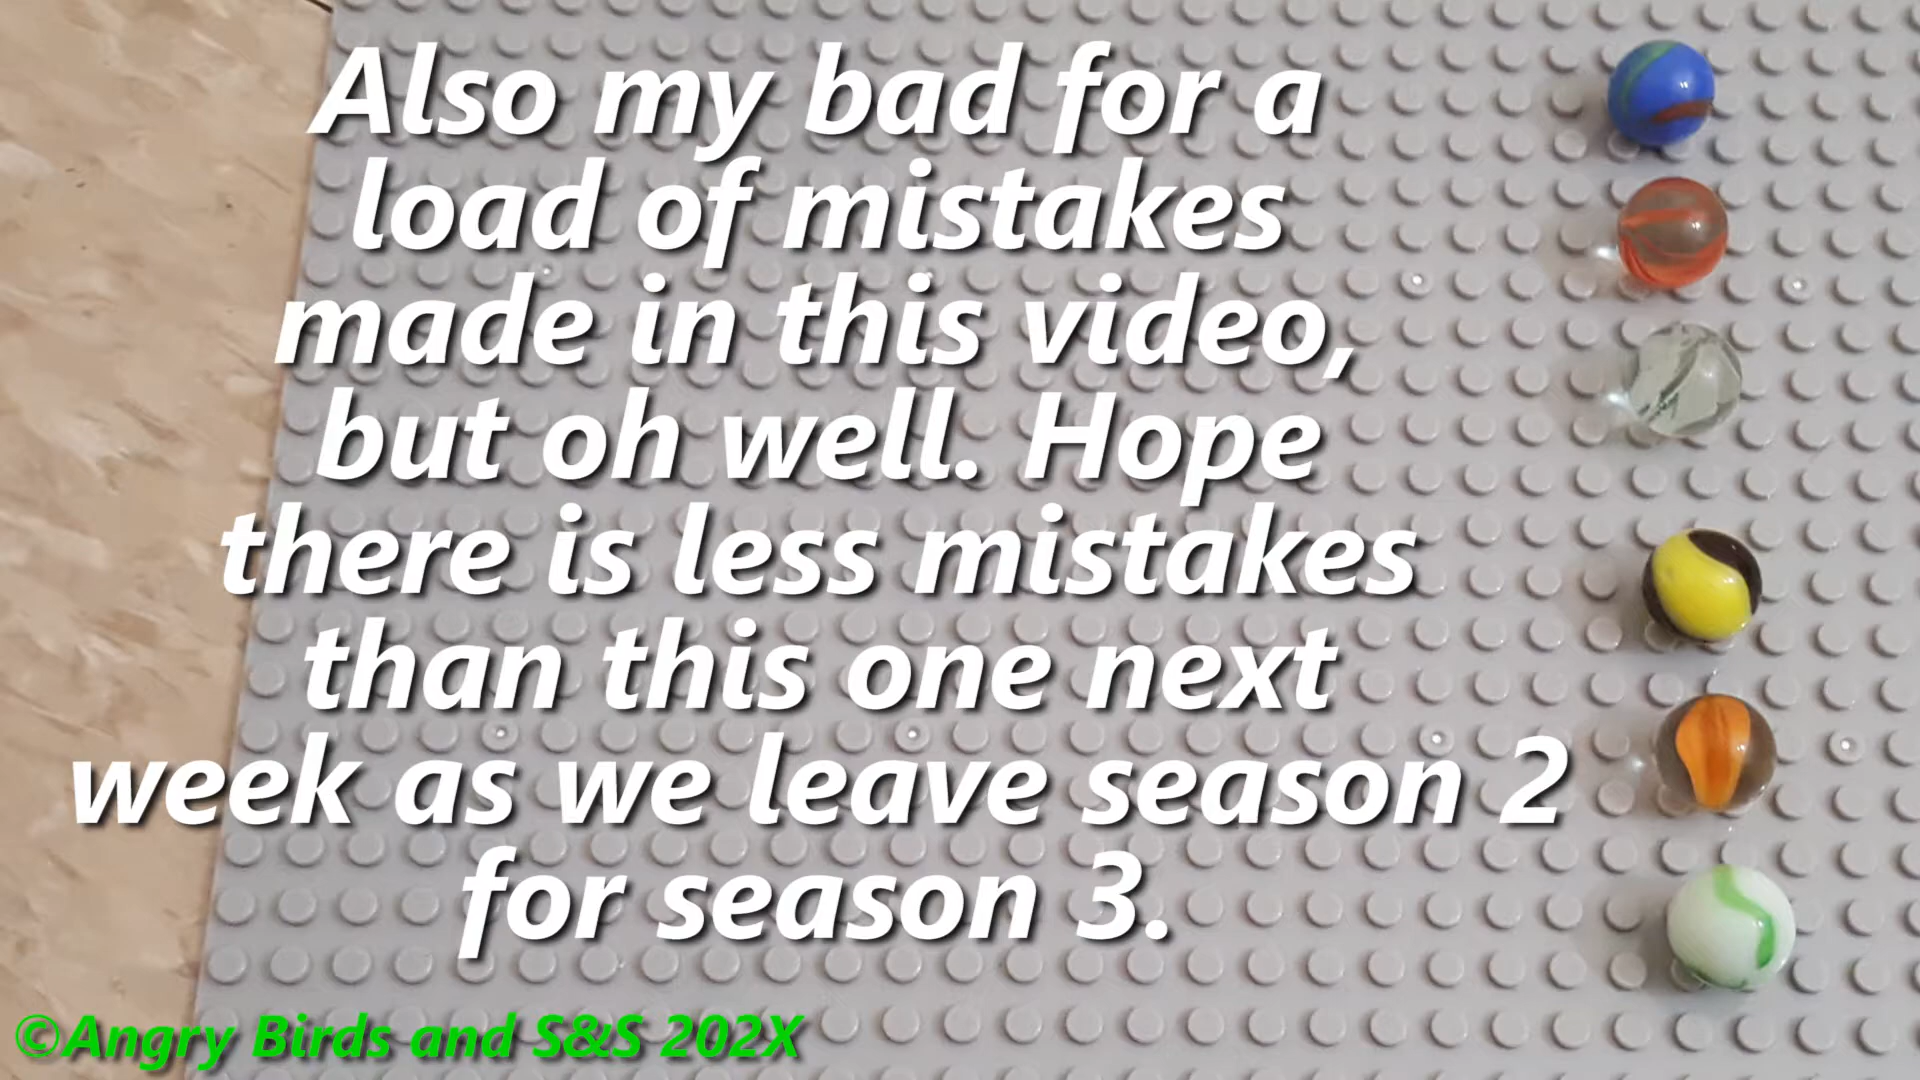 Also my bad for a
load of mistakes
made in this video,
but oh well. Hope
there is less mistakes
than this one next
week as we leave season 2
for season 3.
©Angry Birds and S&S 202X